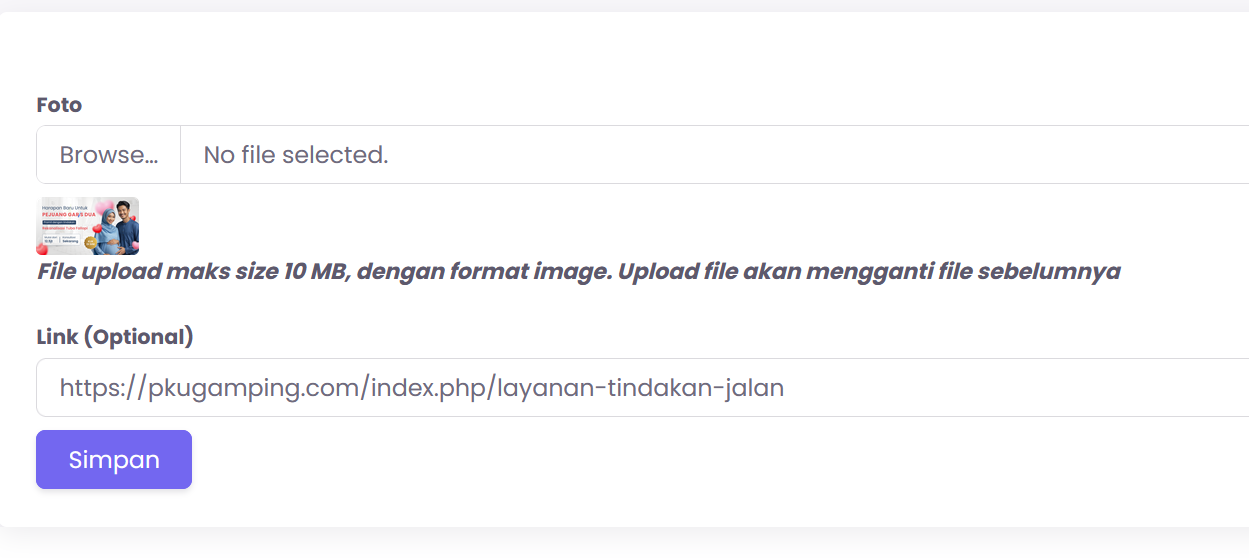 Foto
Browse...
No file selected.
Harapan Baru Untuk
PEJUANG GARIS DUA
File upload maks size 10 MB, dengan format image. Upload file akan mengganti file sebelumnya
Link (Optional)
https://pkugamping.com/index.php/layanan-tindakan-jalan
Simpan